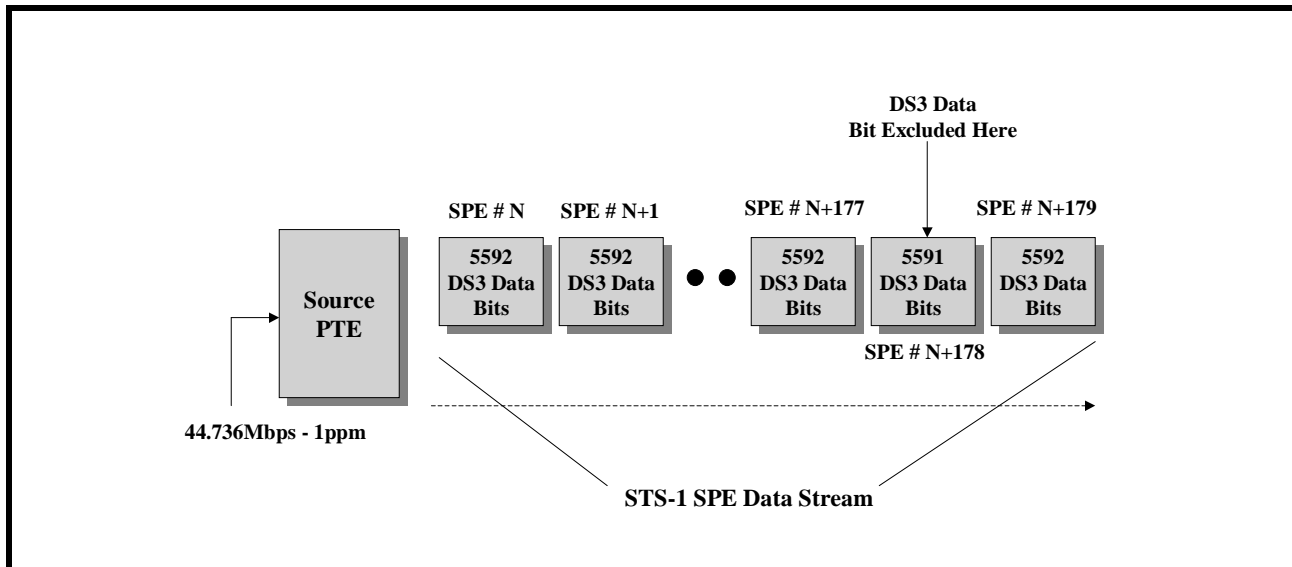 DS3 Data
Bit Excluded Here
SPE # N
SPE # N+1
SPE # N+177
SPE # N+179
5592
DS3 Data
Bits
5592
DS3 Data
Bits
5592
DS3 Data
Bits
5591
DS3 Data
Bits
5592
DS3 Data
Bits
Source
PTE
SPE # N+178
44.736Mbps - 1ppm
STS-1 SPE Data Stream